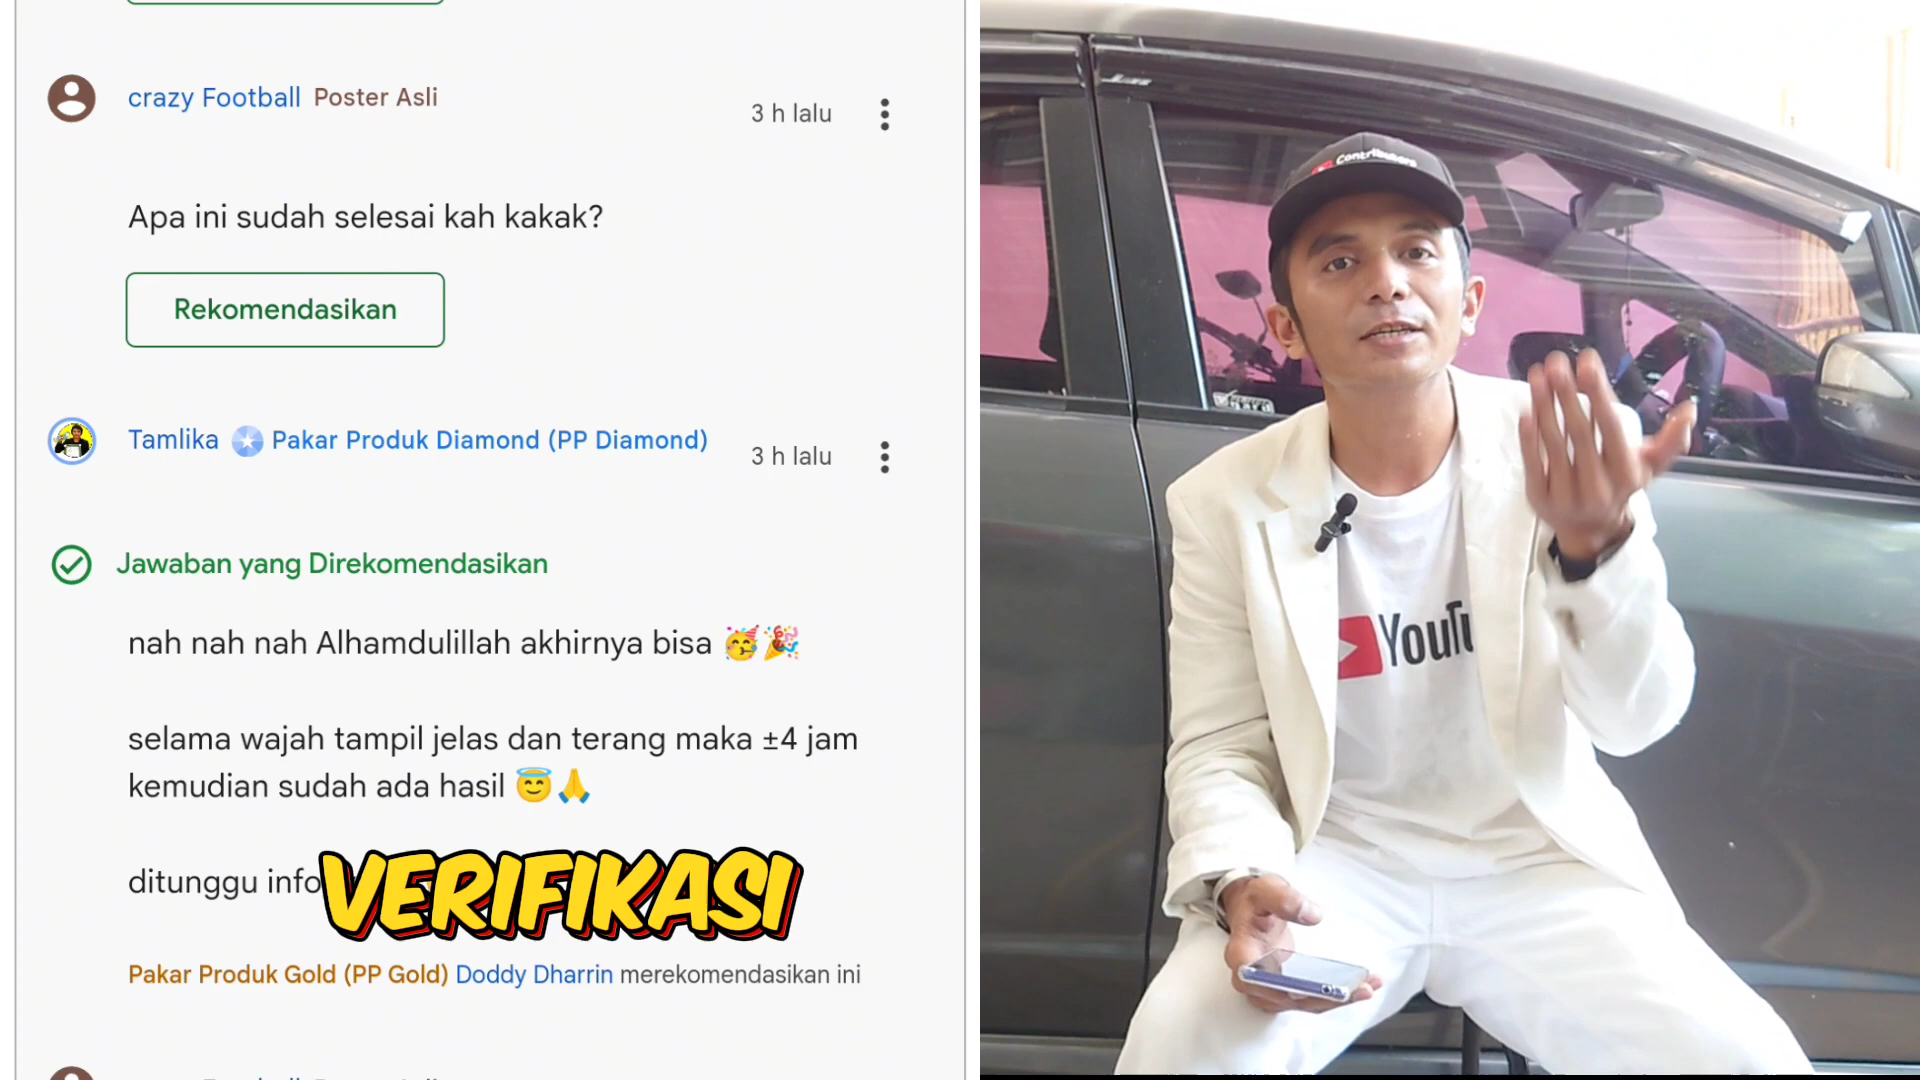 crazy Football Poster Asli
3 h lalu
Apa ini sudah selesai kah kakak?
Rekomendasikan
Tamlika Pakar Produk Diamond (PP Diamond)
3 h lalu
Jawaban yang Direkomendasikan
nah nah nah Alhamdulillah akhirnya bisa 🥳🎉
selama wajah tampil jelas dan terang maka ±4 jam
kemudian sudah ada hasil 😇🙏
ditunggu info
VERIFIKASI
Pakar Produk Gold (PP Gold) Doddy Dharrin merekomendasikan ini
Contributors
YouTu